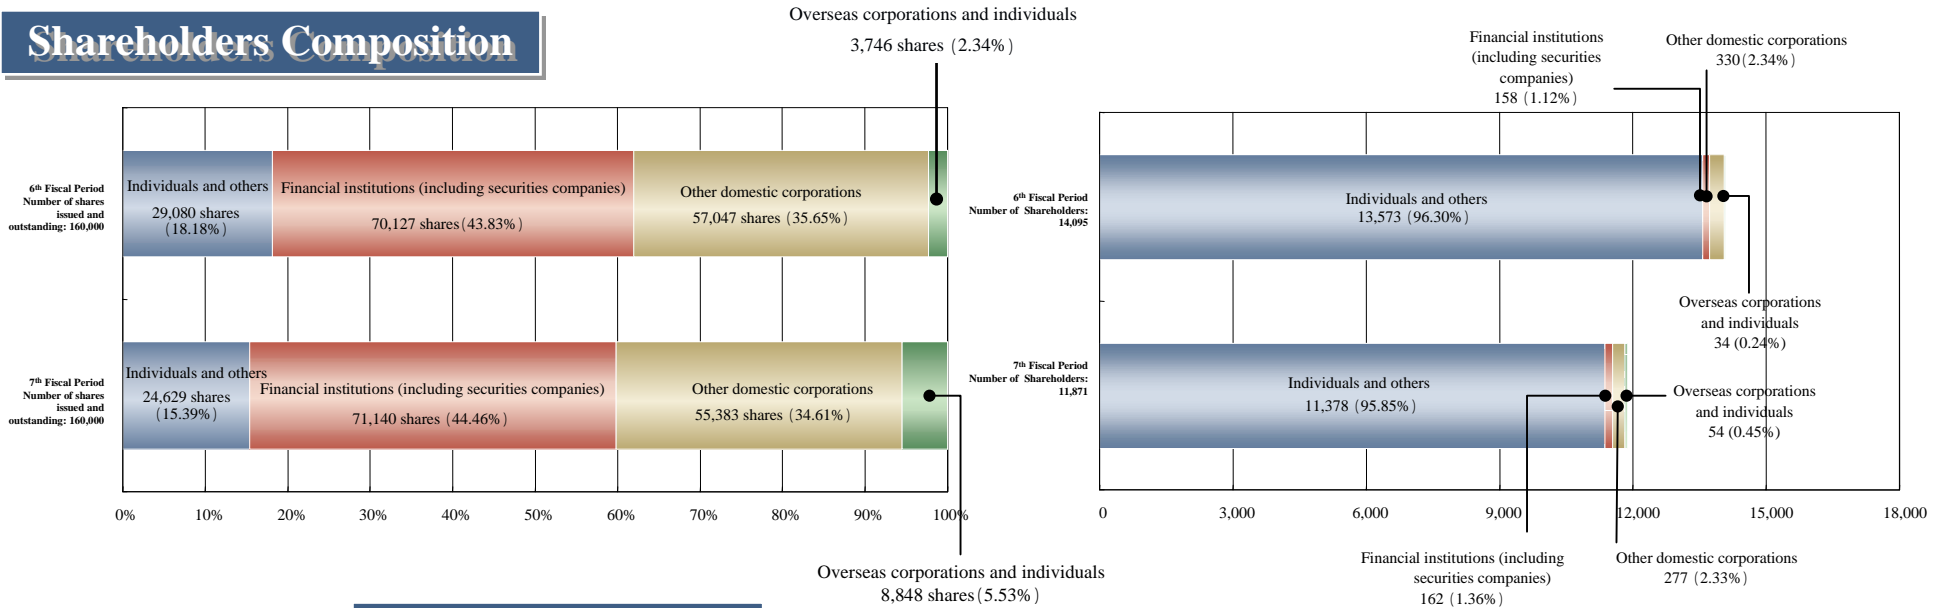 Shareholders Composition
Overseas corporations and individuals
3,746 shares (2.34%)
6th Fiscal Period
Number of shares
issued and
outstanding: 160,000
Individuals and others
29,080 shares
(18.18%)
Financial institutions (including securities companies)
70,127 shares(43.83%)
Other domestic corporations
57,047 shares (35.65%)
7th Fiscal Period
Number of shares
issued and
outstanding: 160,000
Individuals and others
24,629 shares
(15.39%)
Financial institutions (including securities companies)
71,140 shares (44.46%)
Other domestic corporations
55,383 shares (34.61%)
0% 10% 20% 30% 40% 50% 60% 70% 80% 90% 100%
Overseas corporations and individuals
8,848 shares(5.53%)
Financial institutions
(including securities
companies)
158 (1.12%)
Other domestic corporations
330(2.34%)
6th Fiscal Period
Number of Shareholders:
14,095
Individuals and others
13,573 (96.30%)
Overseas corporations
and individuals
34 (0.24%)
7th Fiscal Period
Number of Shareholders:
11,871
Individuals and others
11,378 (95.85%)
Overseas corporations
and individuals
54 (0.45%)
0 3,000 6,000 9,000 12,000 15,000 18,000
Financial institutions (including
securities companies)
162 (1.36%)
Other domestic corporations
277 (2.33%)